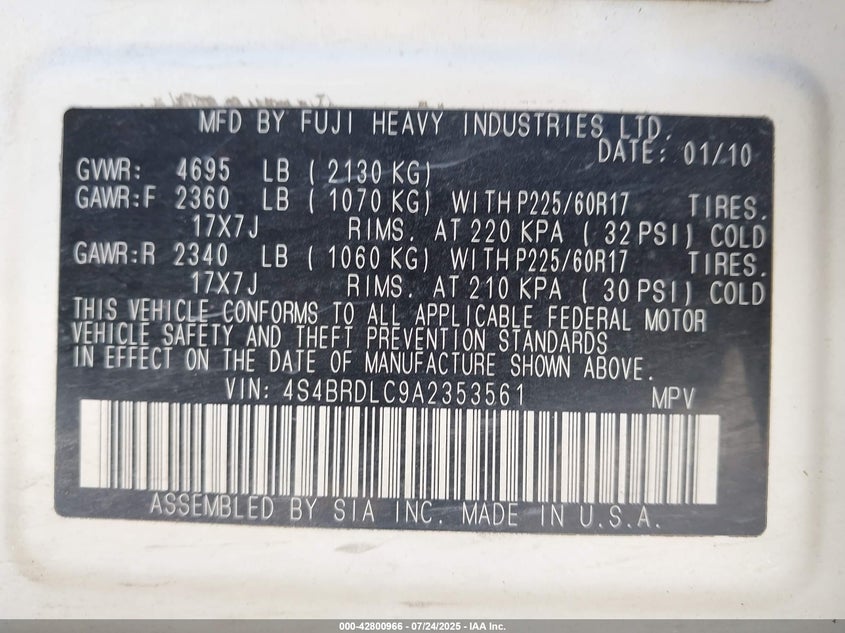 MFD BY FUJI HEAVY INDUSTRIES LTD.
DATE: 01/10
GVWR: 4695 LB ( 2130 KG)
GAWR:F 2360 LB ( 1070 KG) WITH P225/60R17 TIRES.
17X7J RIMS. AT 220 KPA ( 32 PSI) COLD
GAWR:R 2340 LB ( 1060 KG) WITH P225/60R17 TIRES.
17X7J RIMS. AT 210 KPA ( 30 PSI) COLD
THIS VEHICLE CONFORMS TO ALL APPLICABLE FEDERAL MOTOR
VEHICLE SAFETY AND THEFT PREVENTION STANDARDS
IN EFFECT ON THE DATE OF MANUFACTURE SHOWN ABOVE.
VIN: 4S4BRDLC9A2353561 MPV
ASSEMBLED BY SIA INC. MADE IN U.S.A.
000-42800966 - 07/24/2025 - IAA Inc.